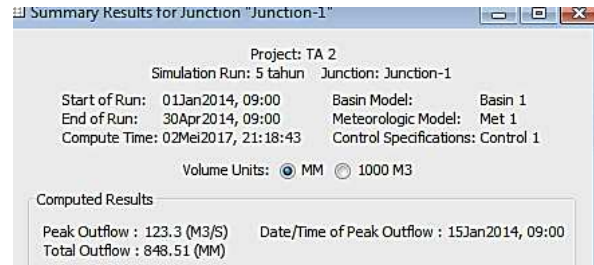 Summary Results for Junction "Junction-1"
Project: TA 2
Simulation Run: 5 tahun Junction: Junction-1
Start of Run: 01Jan2014, 09:00 Basin Model: Basin 1
End of Run: 30Apr2014, 09:00 Meteorologic Model: Met 1
Compute Time: 02Mei2017, 21:18:43 Control Specifications: Control 1
Volume Units: MM 1000 M3
Computed Results
Peak Outflow : 123.3 (M3/S) Date/Time of Peak Outflow : 15Jan2014, 09:00
Total Outflow : 848.51 (MM)